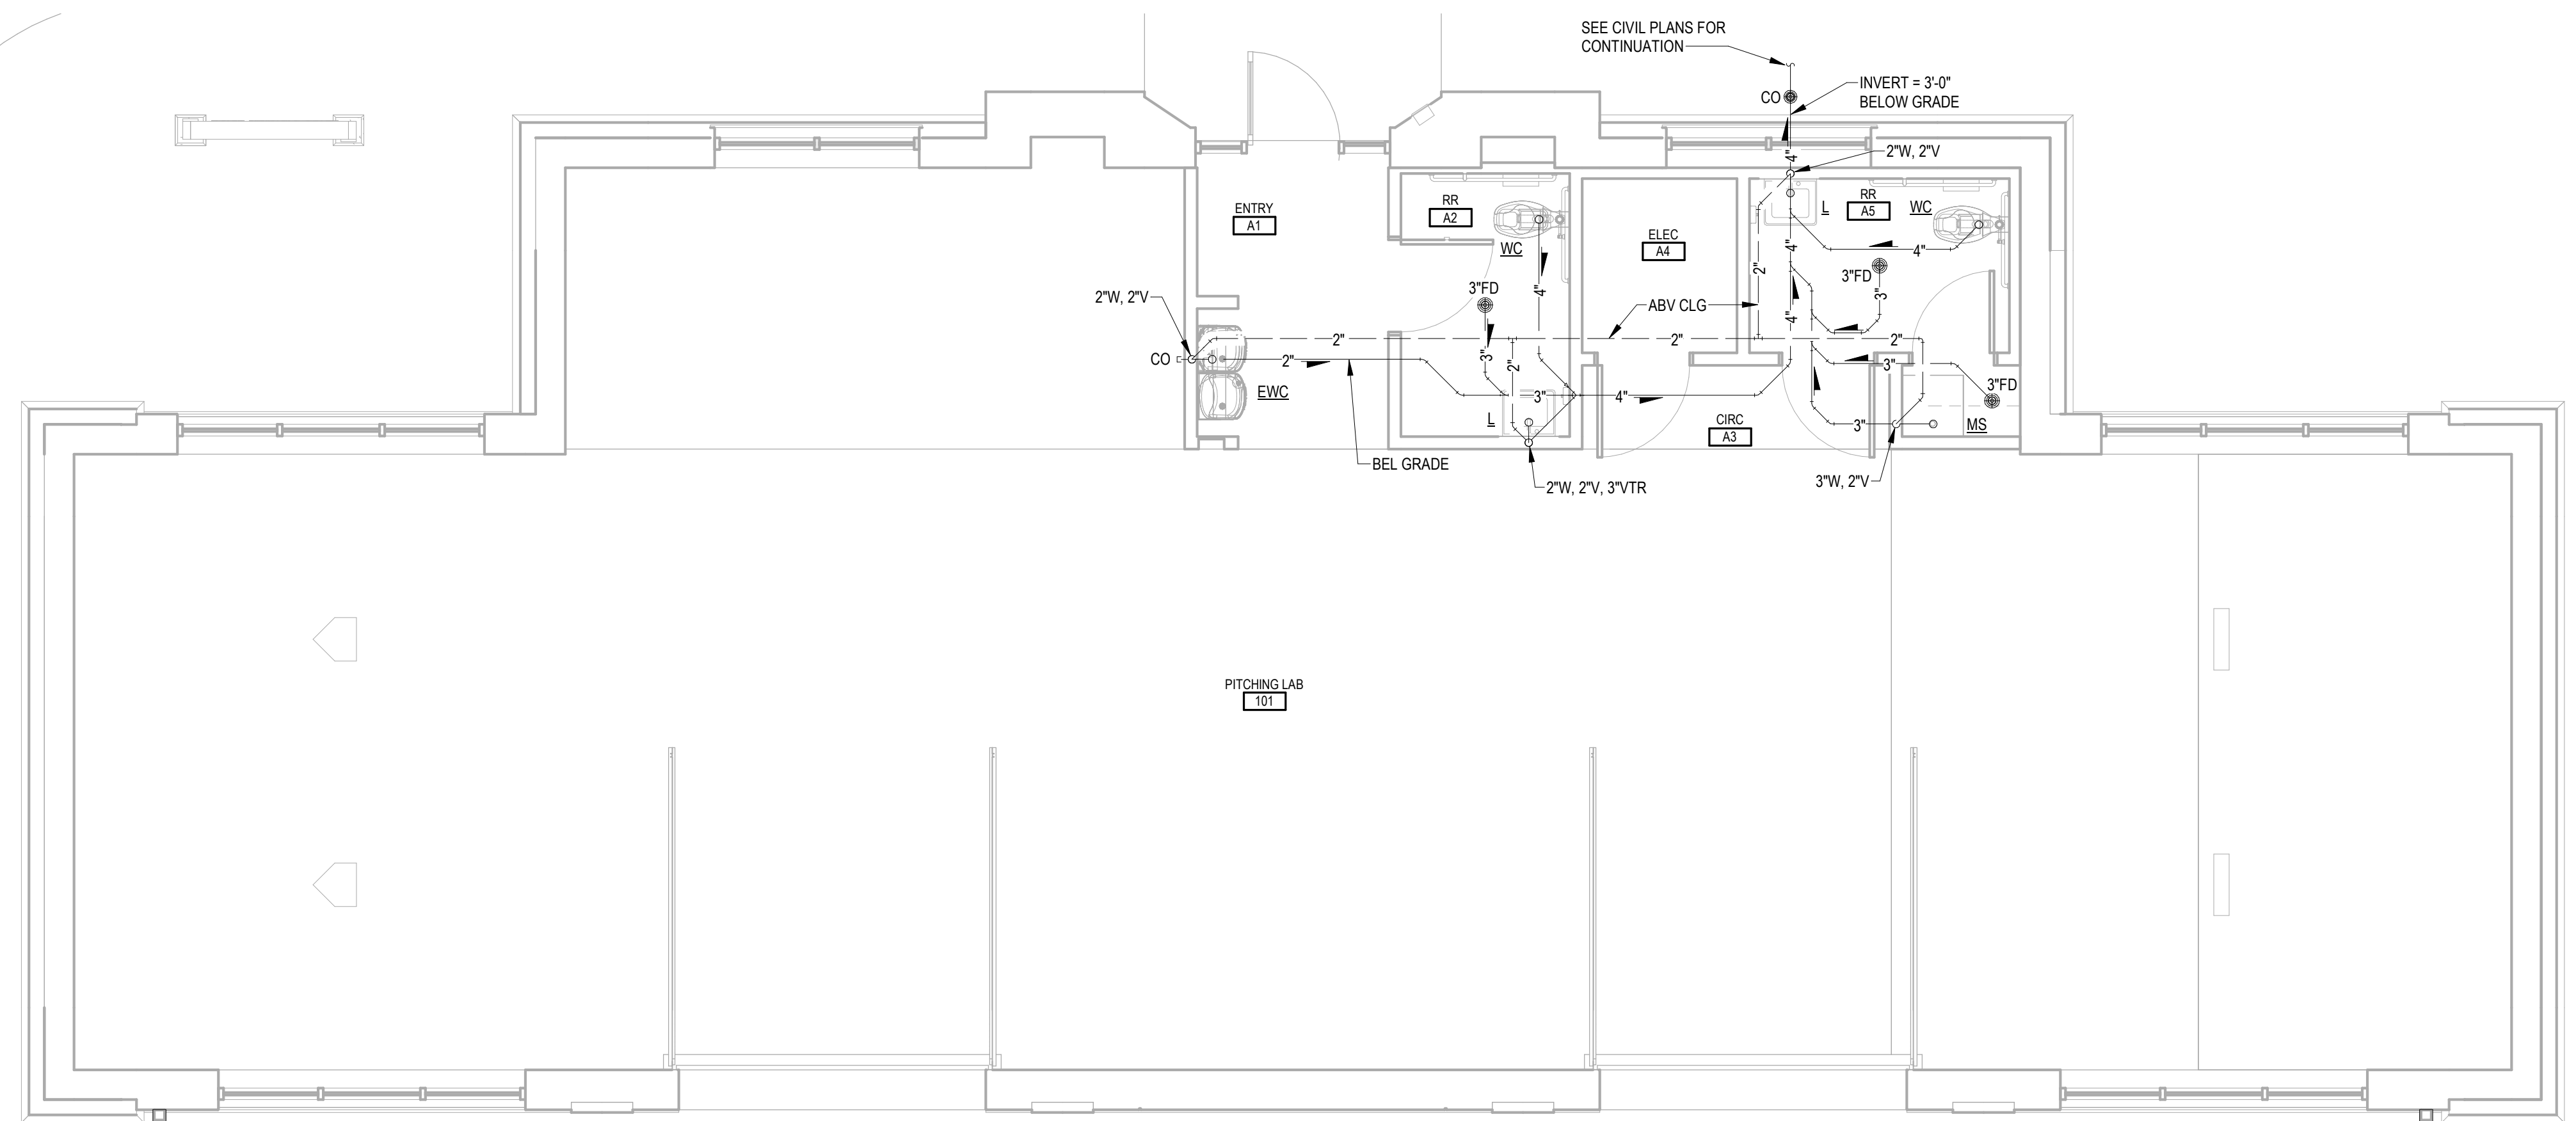 SEE CIVIL PLANS FOR
CONTINUATION
INVERT = 3'-0"
BELOW GRADE
CO
4"
2"W, 2"V
RR
A2
WC
ENTRY
A1
ELEC
A4
L
RR
A5
WC
4"
4"
2"
3"FD
3"
3"FD
4"
2"W, 2"V
ABV CLG
4"
2"
2"
2"
CO
2"
3"
2"
3"
3"FD
EWC
3"
4"
L
CIRC
A3
3"
MS
BEL GRADE
2"W, 2"V, 3"VTR
3"W, 2"V
PITCHING LAB
101